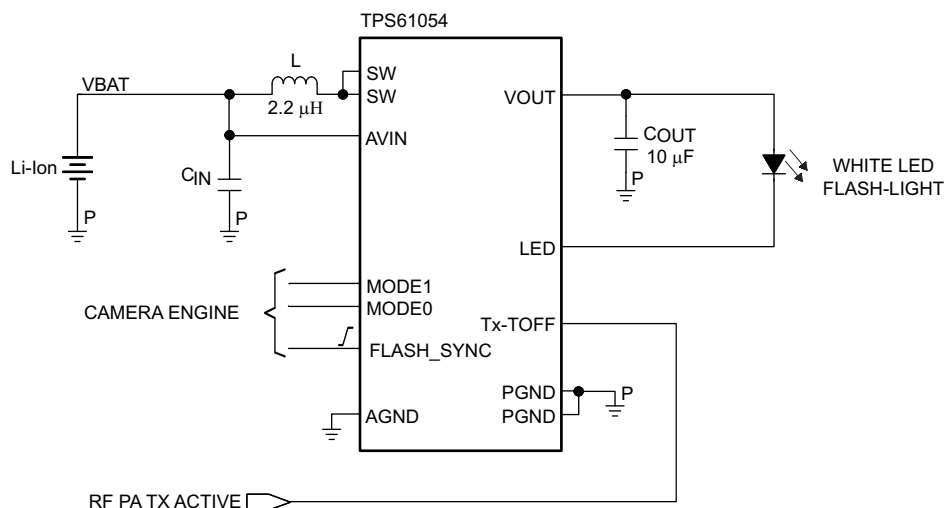 TPS61054
L
SW
VBAT
SW
VOUT
2.2 μH
COUT
AVIN
10 μF
Li-Ion
CIN
P
WHITE LED
FLASH-LIGHT
P
P
LED
MODE1
MODE0
CAMERA ENGINE
Tx-TOFF
FLASH_SYNC
PGND
P
AGND
PGND
RF PA TX ACTIVE